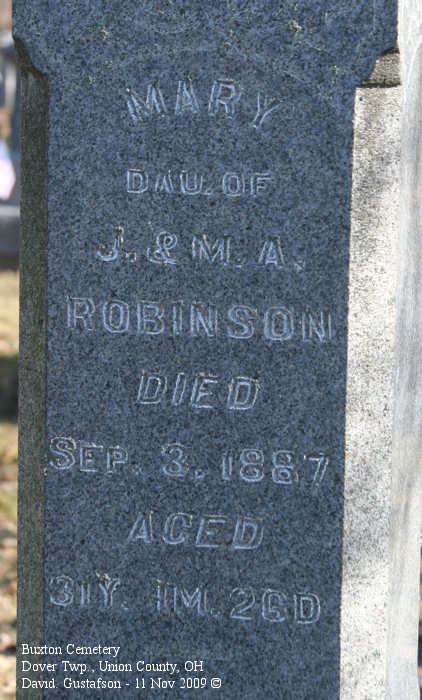 MARY
DAU. OF
J. & M. A.
ROBINSON
DIED
SEP. 3. 1887
AGED
31Y. 1M. 26D
Buxton Cemetery
Dover Twp., Union County, OH
David. Gustafson - 11 Nov 2009 ©